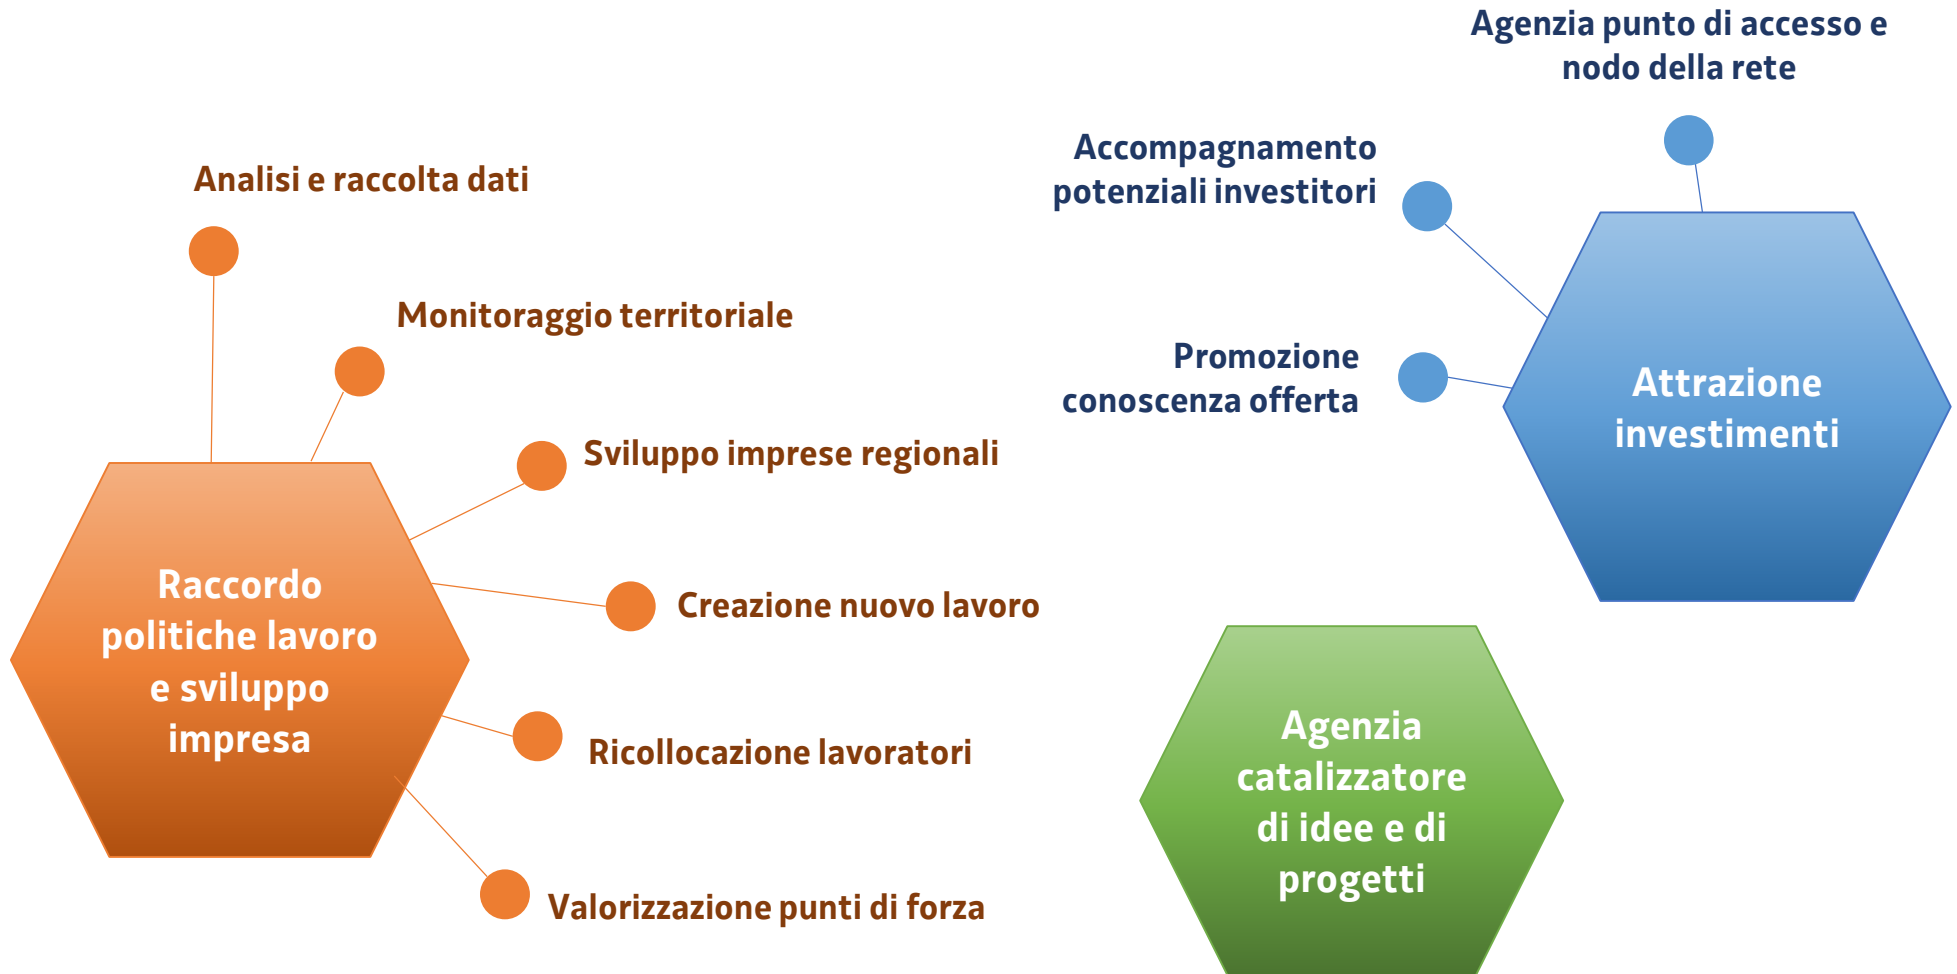 Analisi e raccolta dati
Monitoraggio territoriale
Sviluppo imprese regionali
Creazione nuovo lavoro
Ricollocazione lavoratori
Valorizzazione punti di forza
Raccordo
politiche lavoro
e sviluppo
impresa
Agenzia punto di accesso e
nodo della rete
Accompagnamento
potenziali investitori
Promozione
conoscenza offerta
Attrazione
investimenti
Agenzia
catalizzatore
di idee e di
progetti